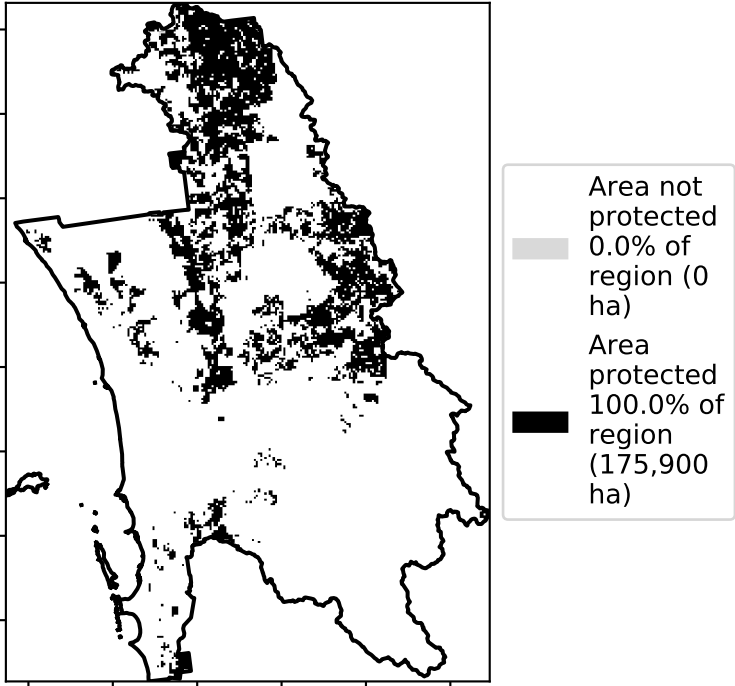 Area not
protected
0.0% of
region (0
ha)
Area
protected
100.0% of
region
(175,900
ha)